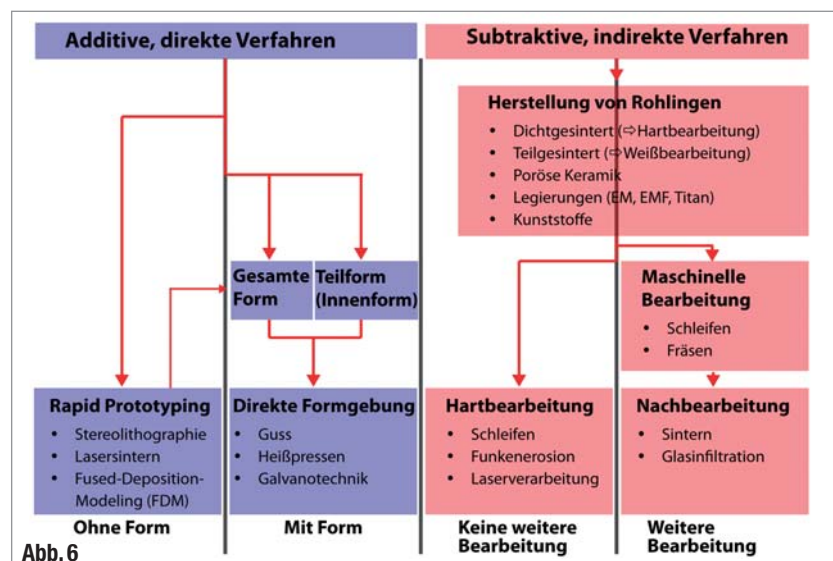 Additive, direkte Verfahren
Subtraktive, indirekte Verfahren
Herstellung von Rohlingen
• Dichtgesintert (⇨Hartbearbeitung)
• Teilgesintert (⇨Weißbearbeitung)
• Poröse Keramik
• Legierungen (EM, EMF, Titan)
• Kunststoffe
Gesamte
Form
Teilform
(Innenform)
Maschinelle
Bearbeitung
• Schleifen
• Fräsen
Rapid Prototyping
• Stereolithographie
• Lasersintern
• Fused-Deposition-
Modeling (FDM)
Direkte Formgebung
• Guss
• Heißpressen
• Galvanotechnik
Hartbearbeitung
• Schleifen
• Funkenerosion
• Laserverarbeitung
Nachbearbeitung
• Sintern
• Glasinfiltration
Ohne Form
Mit Form
Keine weitere
Bearbeitung
Weitere
Bearbeitung
Abb. 6